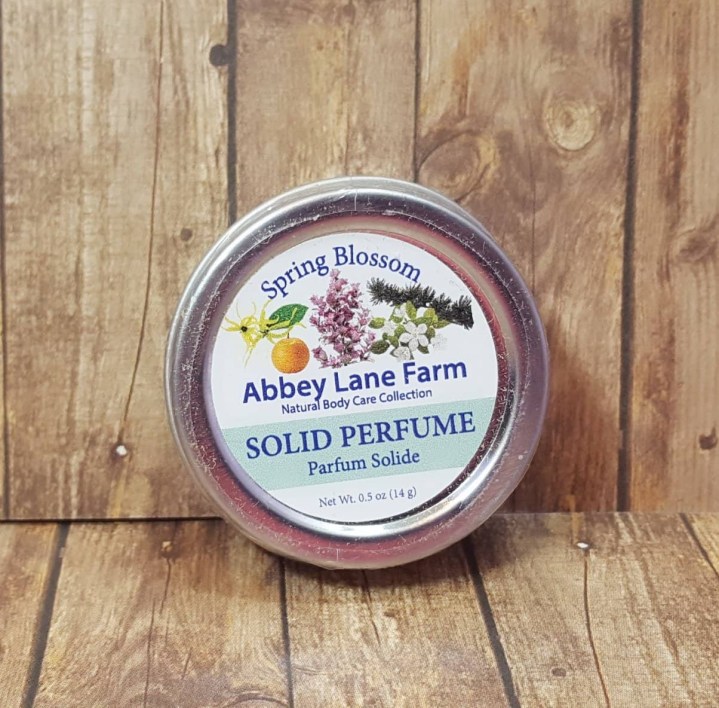 Spring Blossom
Abbey Lane Farm
Natural Body Care Collection
SOLID PERFUME
Parfum Solide
Net Wt. 0.5 oz (14 g)